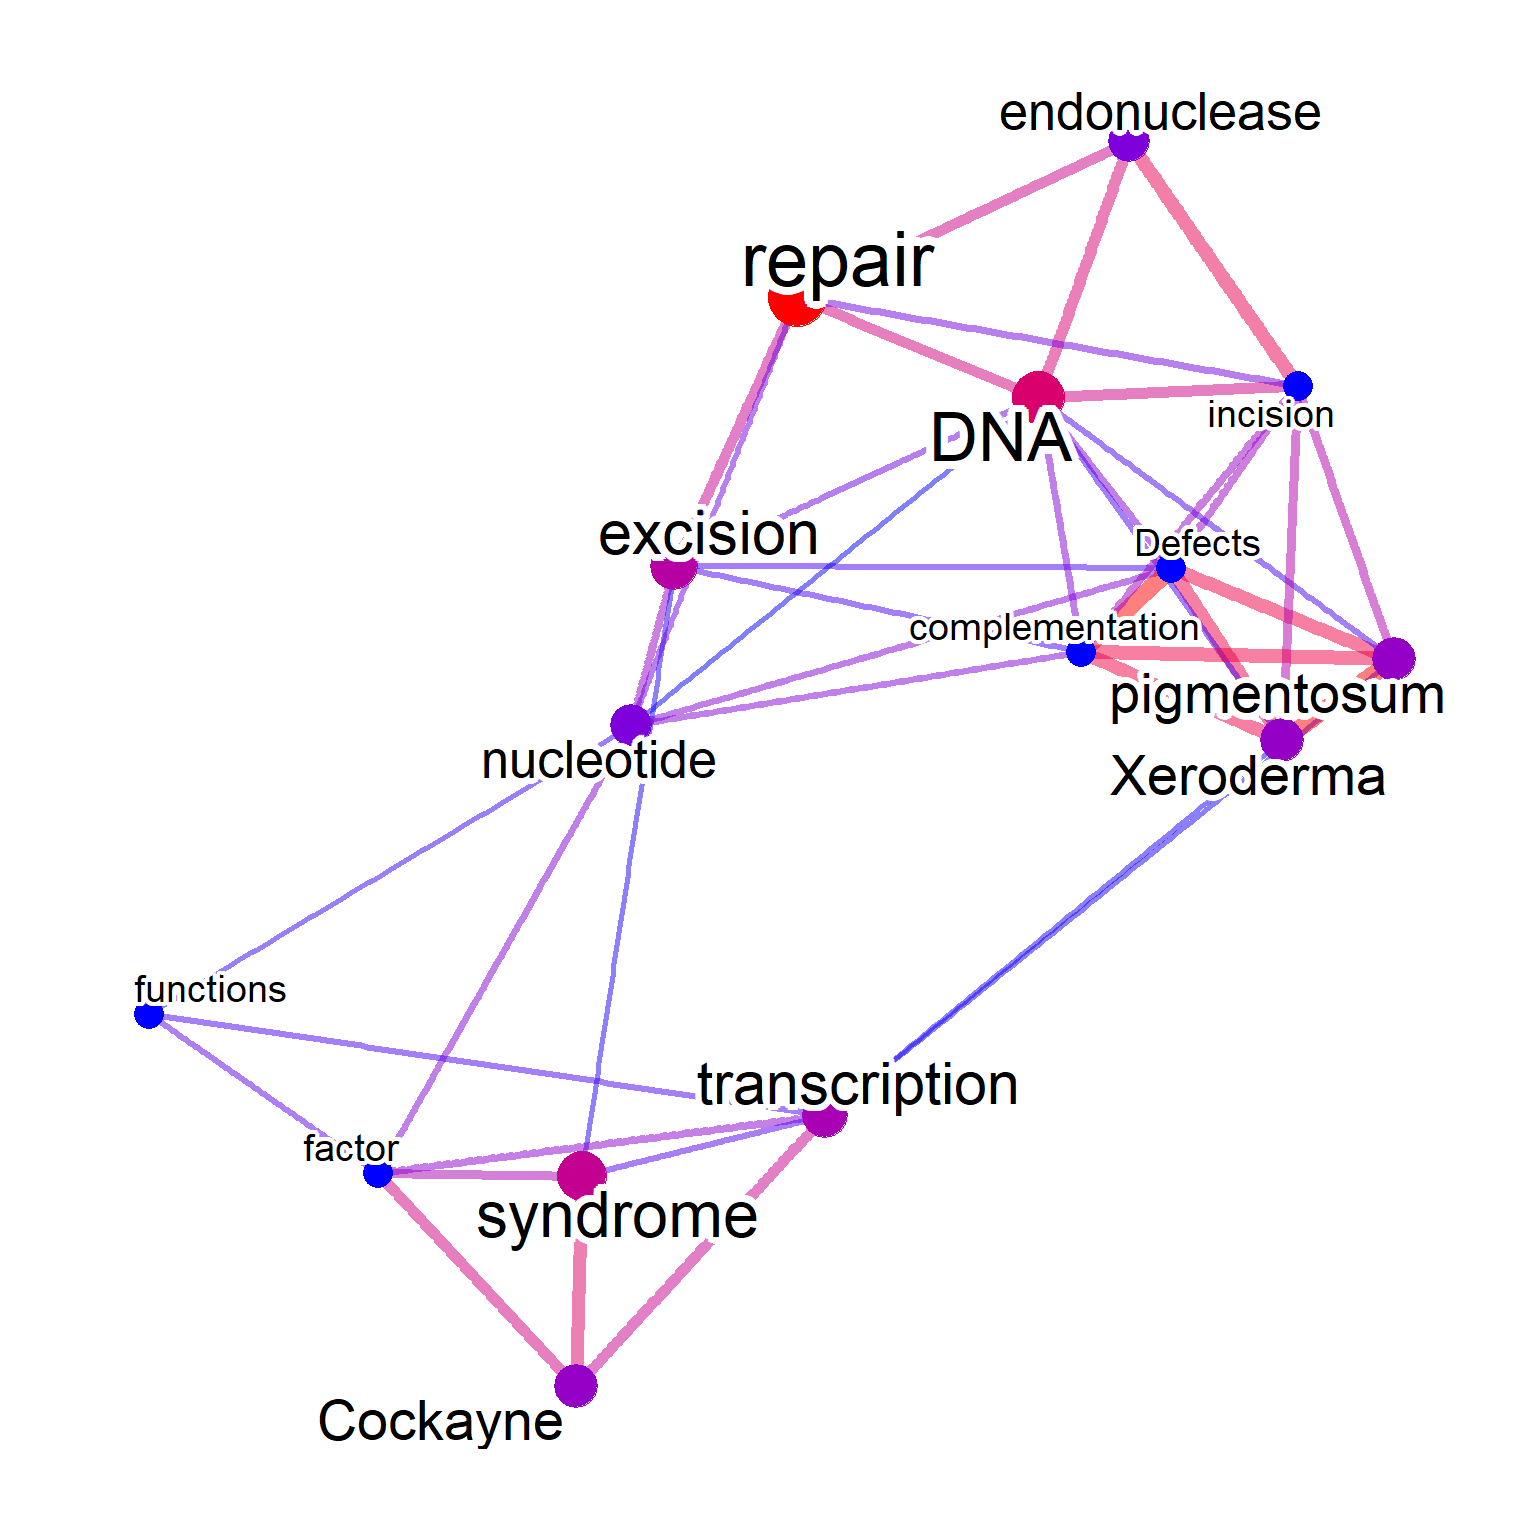 endonuclease
repair
incision
DNA
excision
Defects
complementation
pigmentosum
nucleotide
Xeroderma
functions
transcription
factor
syndrome
Cockayne